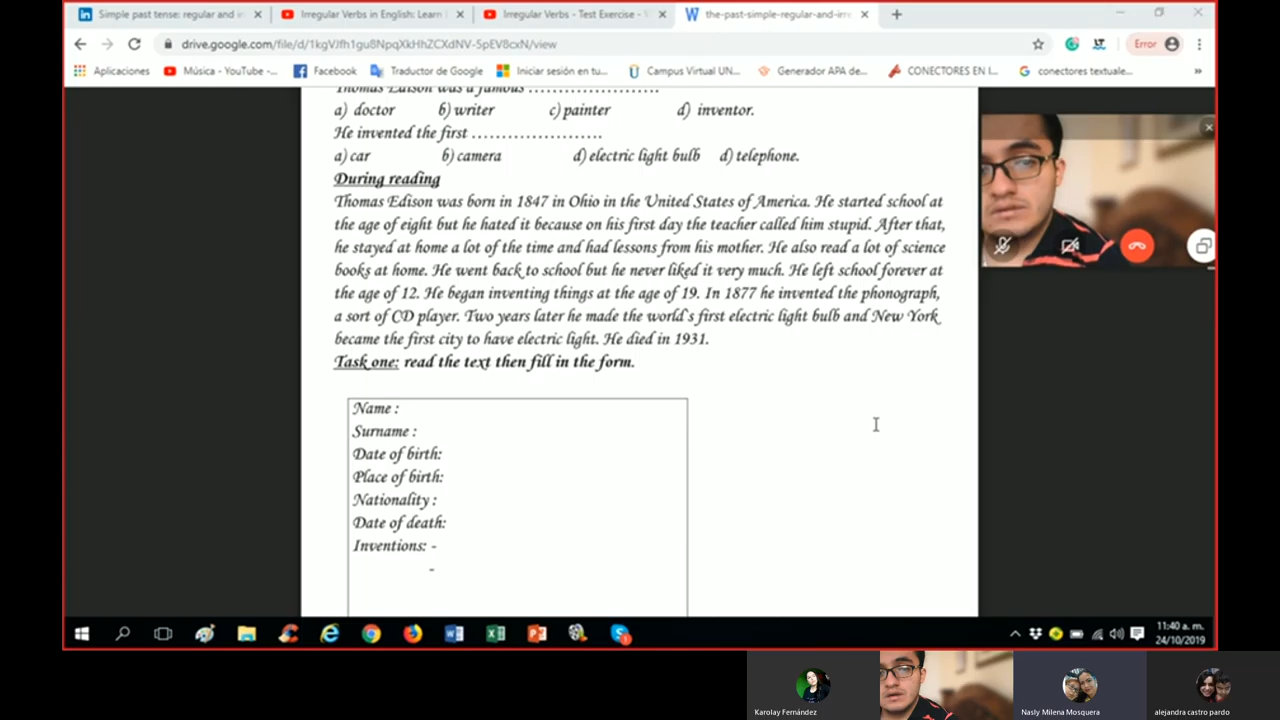 Simple past tense: regular and ir
Irregular Verbs in English: Learn
Irregular Verbs - Test Exercise -
the-past-simple-regular-and-irre
drive.google.com/file/d/1kgVJfh1gu8NpqXkHhZCXdNV-5pEV8cxN/view
Error
Aplicaciones
Música - YouTube -...
Facebook
Traductor de Google
Iniciar sesión en tu...
Campus Virtual UN...
Generador APA de...
CONECTORES EN I...
conectores textuale...
Thomas Edison was a famous ......................
a) doctor b) writer c) painter d) inventor.
He invented the first ......................
a) car b) camera d) electric light bulb d) telephone.
During reading
Thomas Edison was born in 1847 in Ohio in the United States of America. He started school at
the age of eight but he hated it because on his first day the teacher called him stupid. After that,
he stayed at home a lot of the time and had lessons from his mother. He also read a lot of science
books at home. He went back to school but he never liked it very much. He left school forever at
the age of 12. He began inventing things at the age of 19. In 1877 he invented the phonograph,
a sort of CD player. Two years later he made the world's first electric light bulb and New York
became the first city to have electric light. He died in 1931.
Task one: read the text then fill in the form.
Name :
Surname :
Date of birth:
Place of birth:
Nationality :
Date of death:
Inventions: -
-
11:40 a. m.
24/10/2019
Karolay Fernández
Nasly Milena Mosquera
alejandra castro pardo